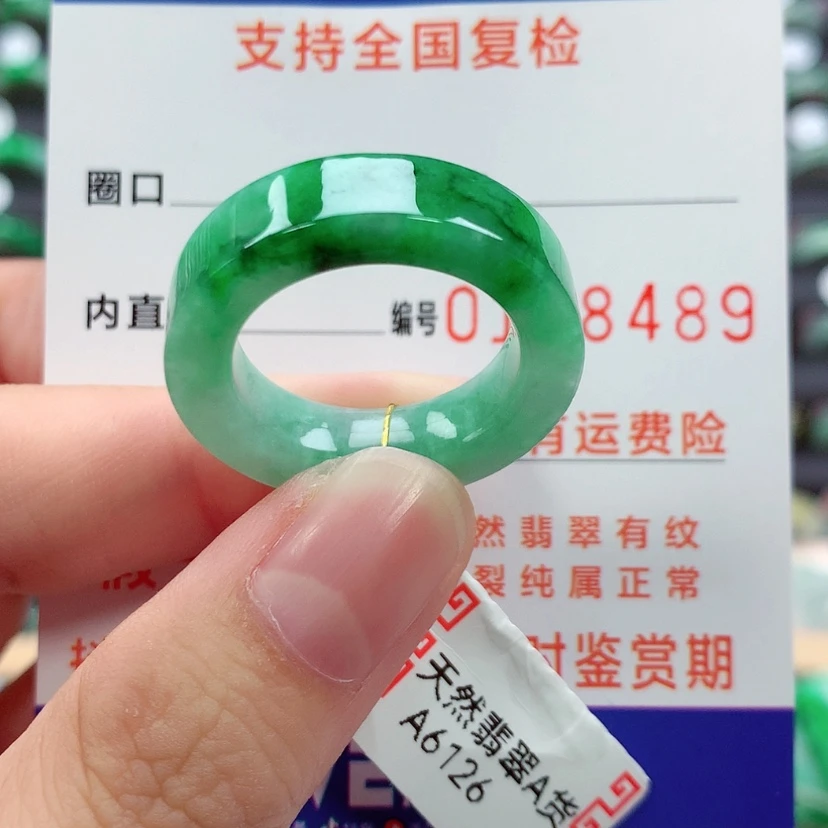 支持全国复检
圈口
内直
编号 0 8489
有运费险
然翡翠有纹
裂纯属正常
时鉴赏期
天然翡翠A货
A6126